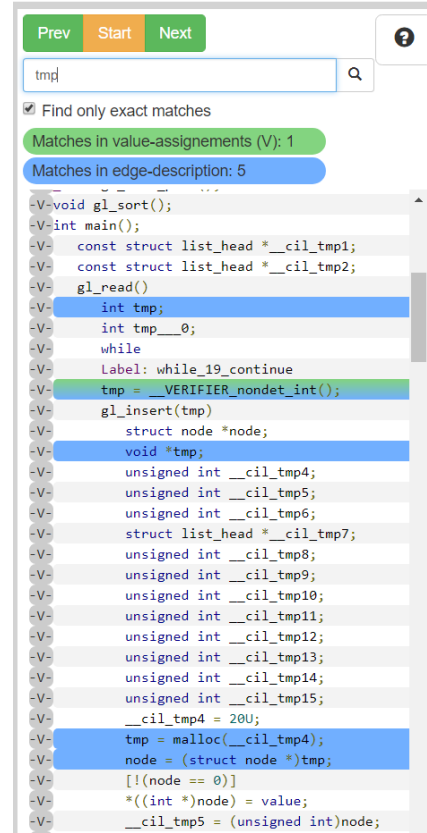 Prev Start Next ?
tmp
Find only exact matches
Matches in value-assignements (V): 1
Matches in edge-description: 5
-V-void gl_sort();
-V-int main();
-V- const struct list_head *__cil_tmp1;
-V- const struct list_head *__cil_tmp2;
-V- gl_read()
-V- int tmp;
-V- int tmp___0;
-V- while
-V- Label: while_19_continue
-V- tmp = __VERIFIER_nondet_int();
-V- gl_insert(tmp)
-V- struct node *node;
-V- void *tmp;
-V- unsigned int __cil_tmp4;
-V- unsigned int __cil_tmp5;
-V- unsigned int __cil_tmp6;
-V- struct list_head *__cil_tmp7;
-V- unsigned int __cil_tmp8;
-V- unsigned int __cil_tmp9;
-V- unsigned int __cil_tmp10;
-V- unsigned int __cil_tmp11;
-V- unsigned int __cil_tmp12;
-V- unsigned int __cil_tmp13;
-V- unsigned int __cil_tmp14;
-V- unsigned int __cil_tmp15;
-V- __cil_tmp4 = 20U;
-V- tmp = malloc(__cil_tmp4);
-V- node = (struct node *)tmp;
-V- [!(node == 0)]
-V- *((int *)node) = value;
-V- __cil_tmp5 = (unsigned int)node;